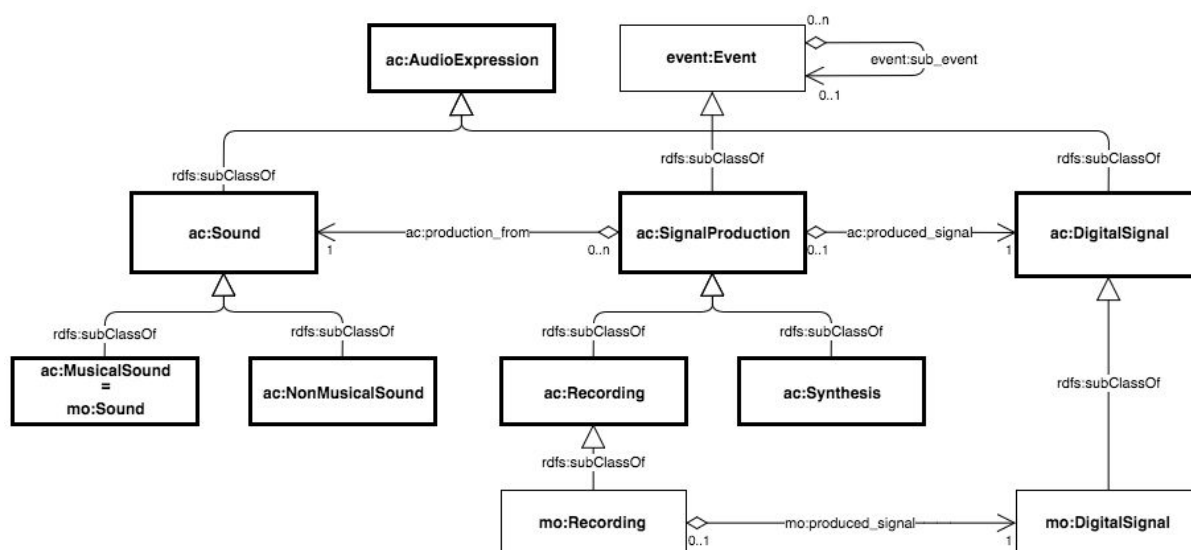 0..n
ac:AudioExpression
event:Event
event:sub_event
0..1
rdfs:subClassOf
rdfs:subClassOf
rdfs:subClassOf
ac:Sound
ac:production_from
ac:SignalProduction
ac:produced_signal
ac:DigitalSignal
1
0..n
0..1
1
rdfs:subClassOf
rdfs:subClassOf
rdfs:subClassOf
rdfs:subClassOf
ac:MusicalSound
=
mo:Sound
ac:NonMusicalSound
ac:Recording
ac:Synthesis
rdfs:subClassOf
rdfs:subClassOf
mo:Recording
mo:produced_signal
mo:DigitalSignal
0..1
1